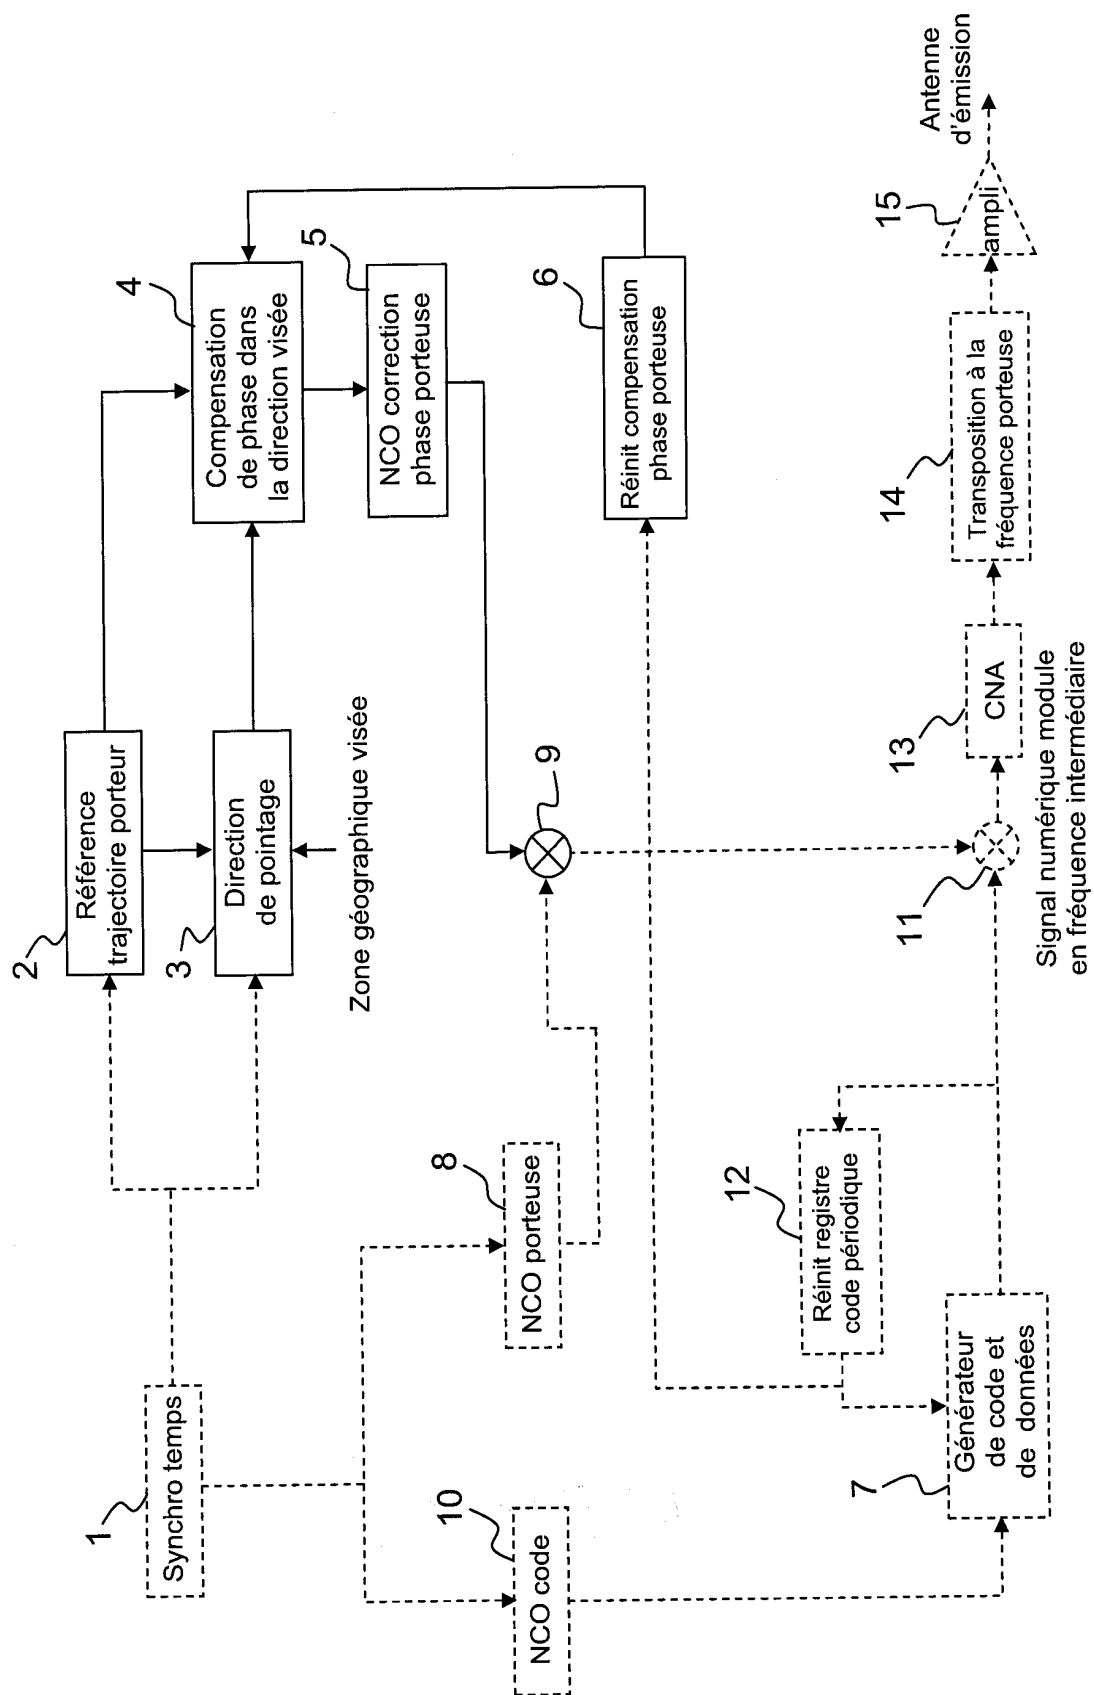 1
Synchro temps
2
Référence
trajectoire porteur
3
Direction
de pointage
Zone géographique visée
4
Compensation
de phase dans
la direction visée
5
NCO correction
phase porteuse
6
Réinit compensation
phase porteuse
8
NCO porteuse
9
10
NCO code
12
Réinit registre
code périodique
7
Générateur
de code et
de données
11
Signal numérique module
en fréquence intermédiaire
13
CNA
14
Transposition à la
fréquence porteuse
15
ampli
Antenne
d'émission